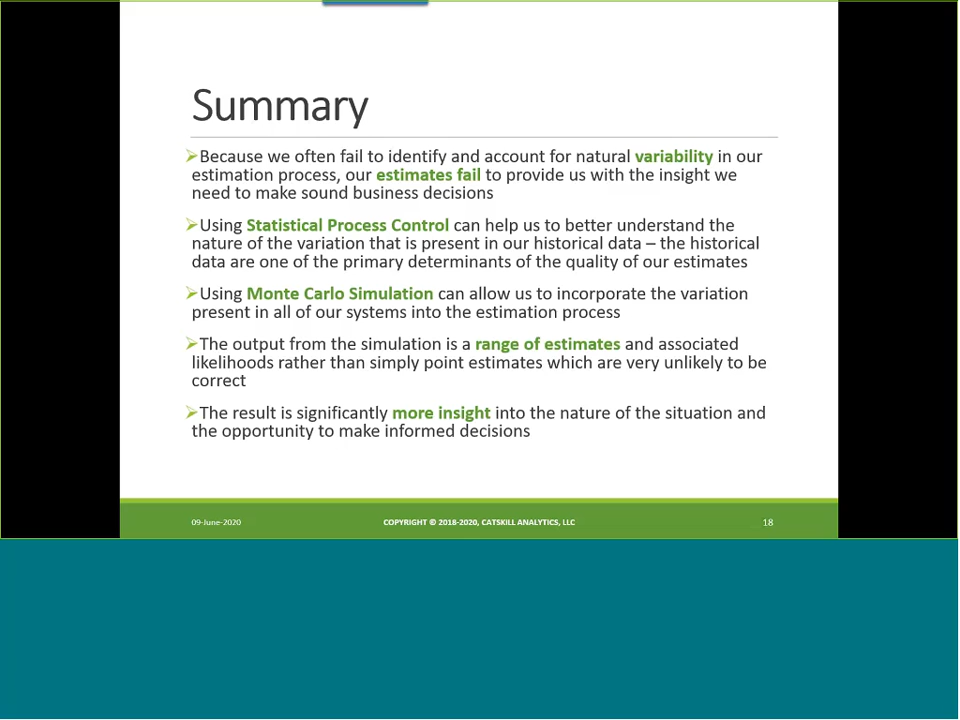 Summary
➢Because we often fail to identify and account for natural variability in our
estimation process, our estimates fail to provide us with the insight we
need to make sound business decisions
➢Using Statistical Process Control can help us to better understand the
nature of the variation that is present in our historical data – the historical
data are one of the primary determinants of the quality of our estimates
➢Using Monte Carlo Simulation can allow us to incorporate the variation
present in all of our systems into the estimation process
➢The output from the simulation is a range of estimates and associated
likelihoods rather than simply point estimates which are very unlikely to be
correct
➢The result is significantly more insight into the nature of the situation and
the opportunity to make informed decisions
09-June-2020
COPYRIGHT © 2018-2020, CATSKILL ANALYTICS, LLC
18